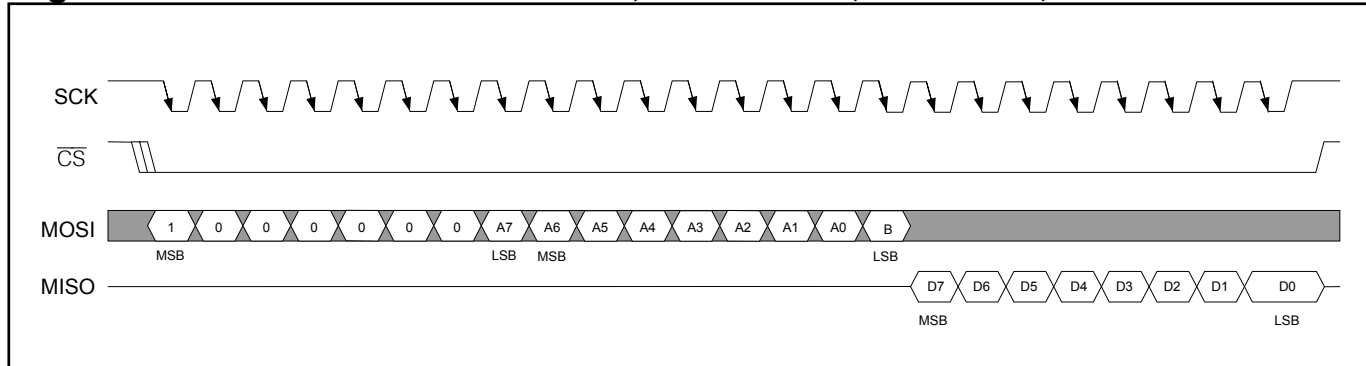 SCK
CS
MOSI 1 0 0 0 0 0 0 A7 A6 A5 A4 A3 A2 A1 A0 B
MSB LSB MSB LSB
MISO D7 D6 D5 D4 D3 D2 D1 D0
MSB LSB